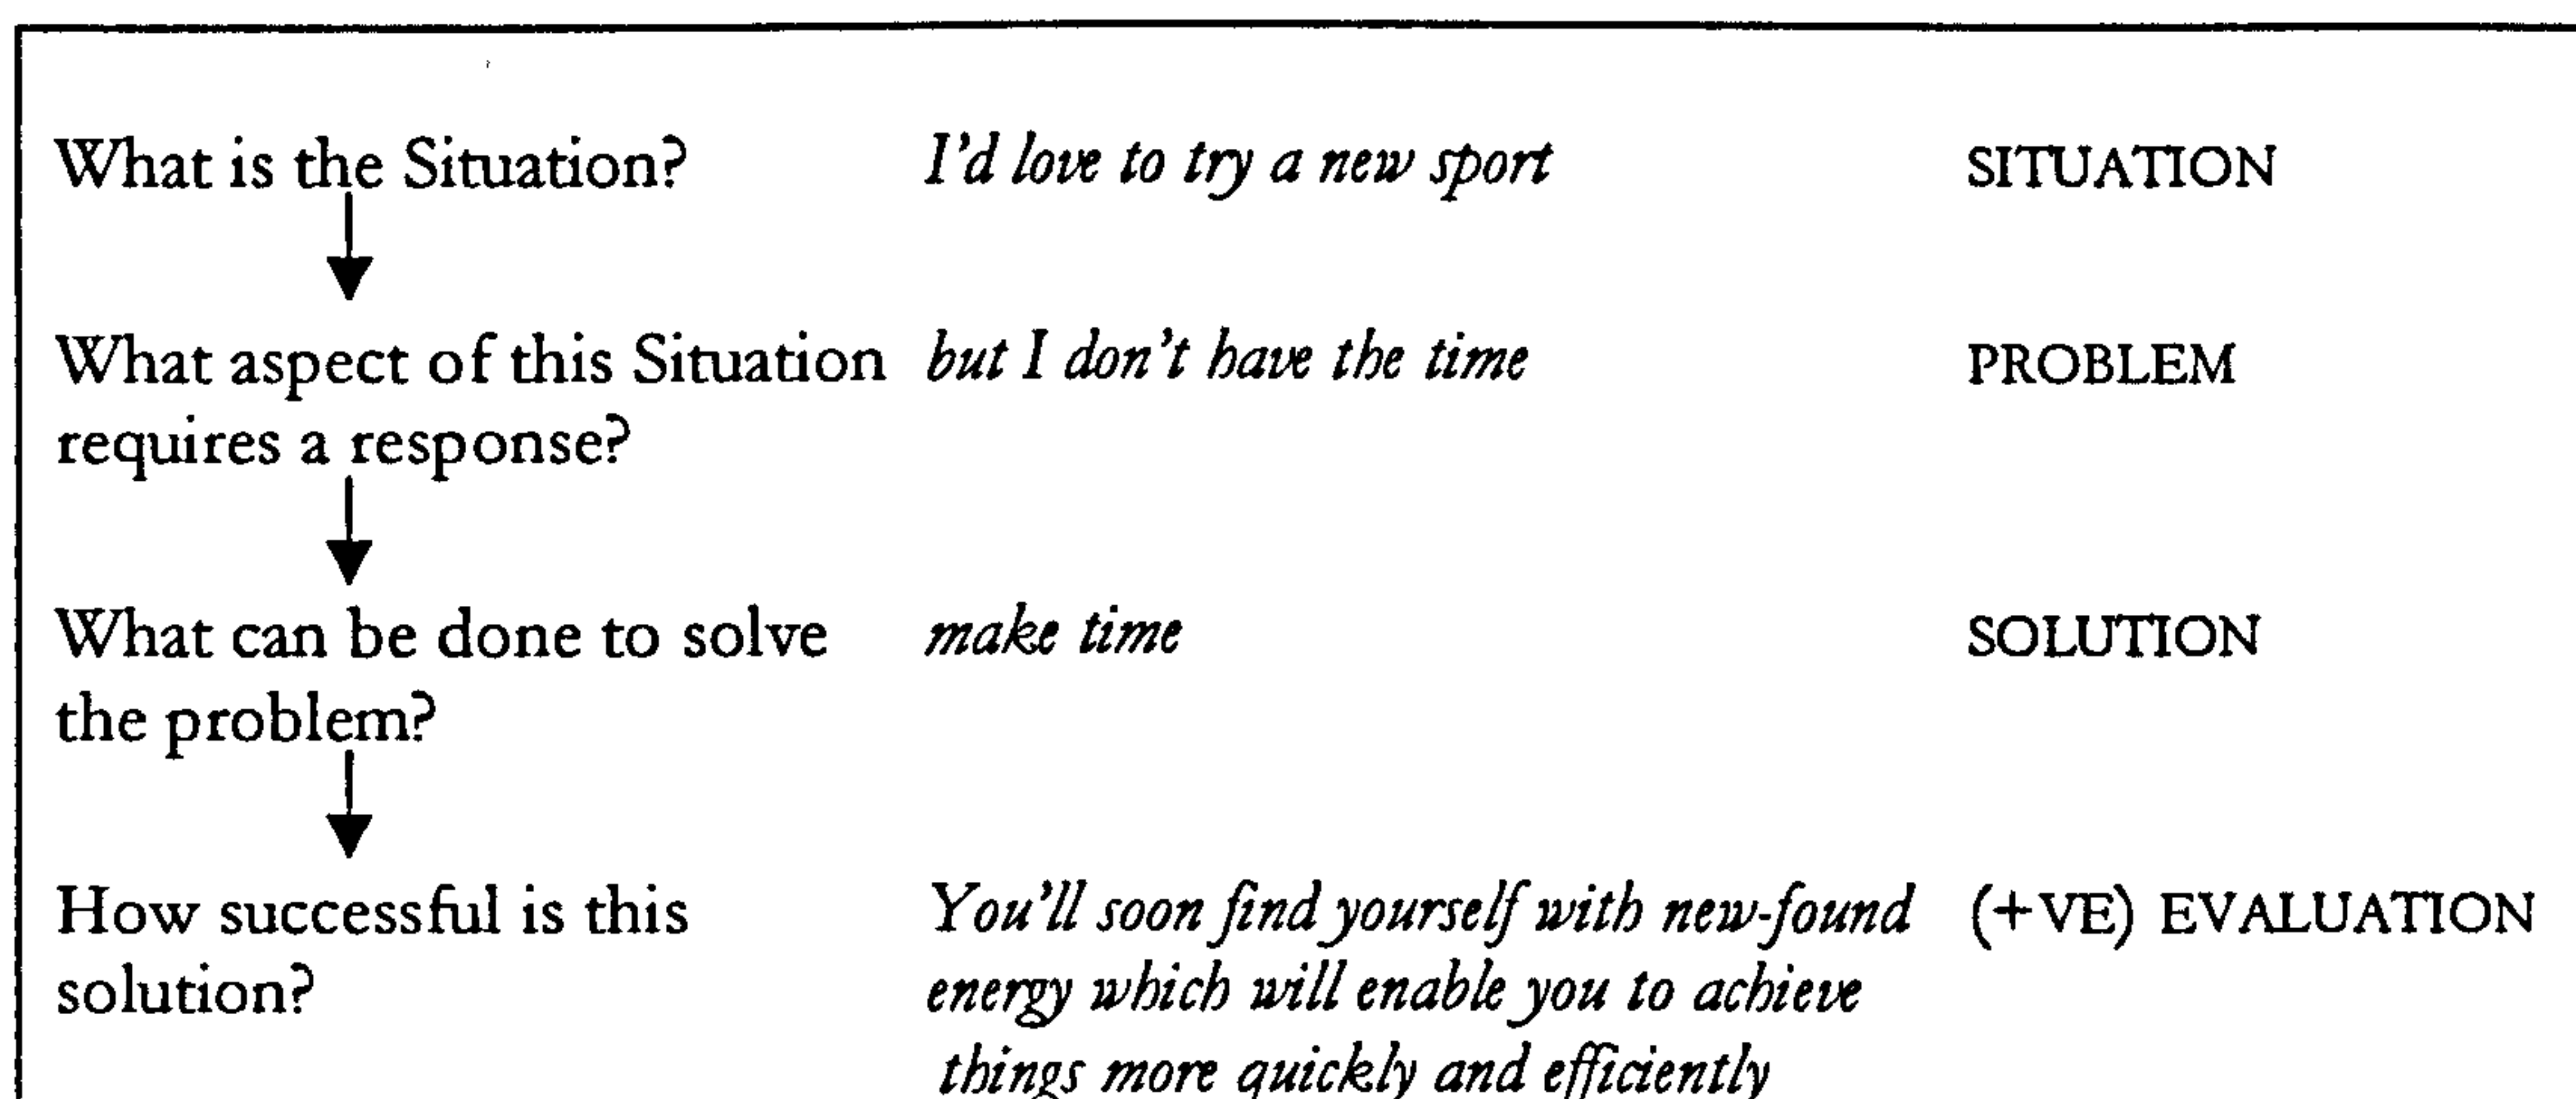 What is the Situation? I'd love to try a new sport SITUATION
What aspect of this Situation but I don't have the time PROBLEM
requires a response?
What can be done to solve make time SOLUTION
the problem?
How successful is this You'll soon find yourself with new-found (+VE) EVALUATION
solution? energy which will enable you to achieve
things more quickly and efficiently